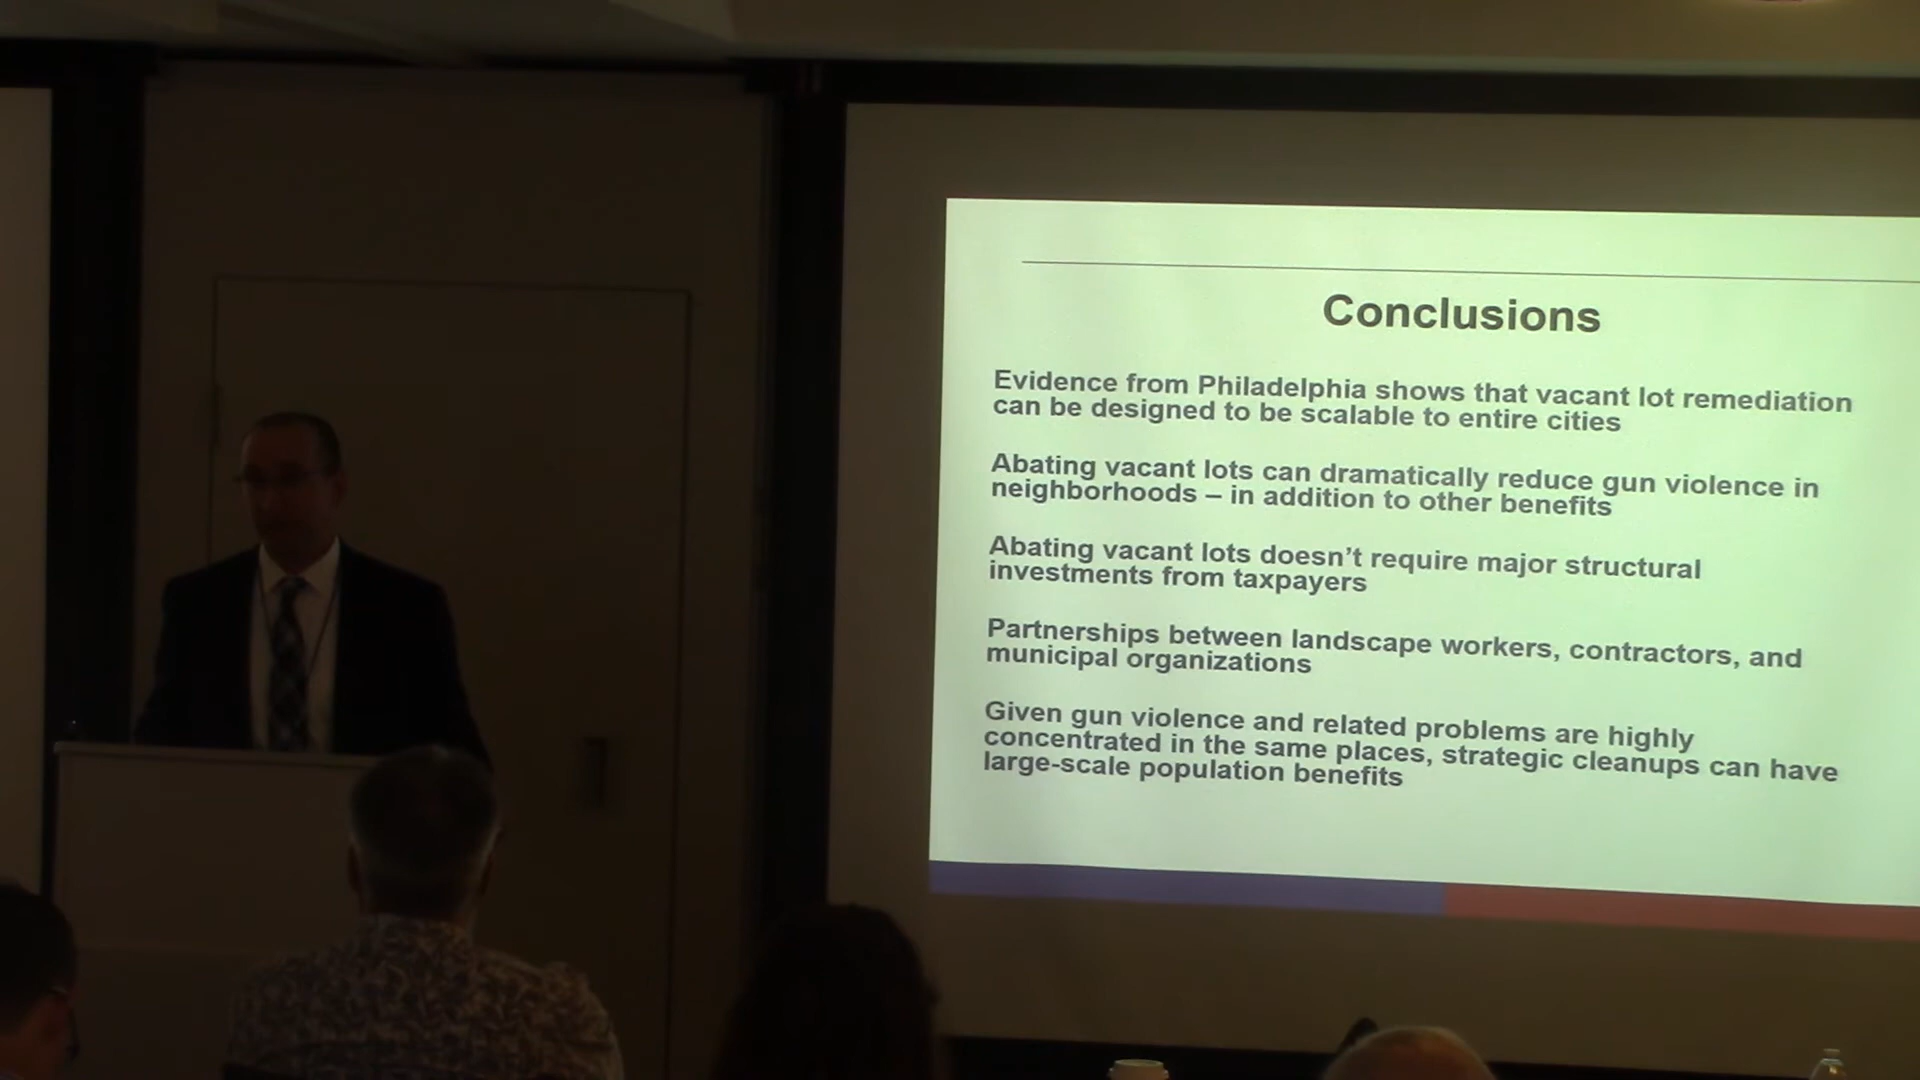 Conclusions
Evidence from Philadelphia shows that vacant lot remediation
can be designed to be scalable to entire cities
Abating vacant lots can dramatically reduce gun violence in
neighborhoods – in addition to other benefits
Abating vacant lots doesn’t require major structural
investments from taxpayers
Partnerships between landscape workers, contractors, and
municipal organizations
Given gun violence and related problems are highly
concentrated in the same places, strategic cleanups can have
large-scale population benefits